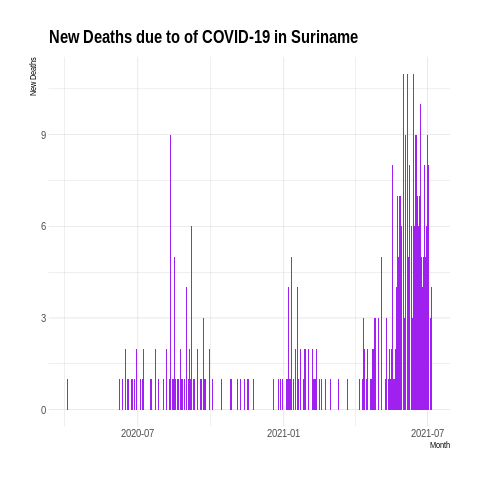 New Deaths due to of COVID-19 in Suriname
New Deaths
9
6
3
0
2020-07
2021-01
2021-07
Month